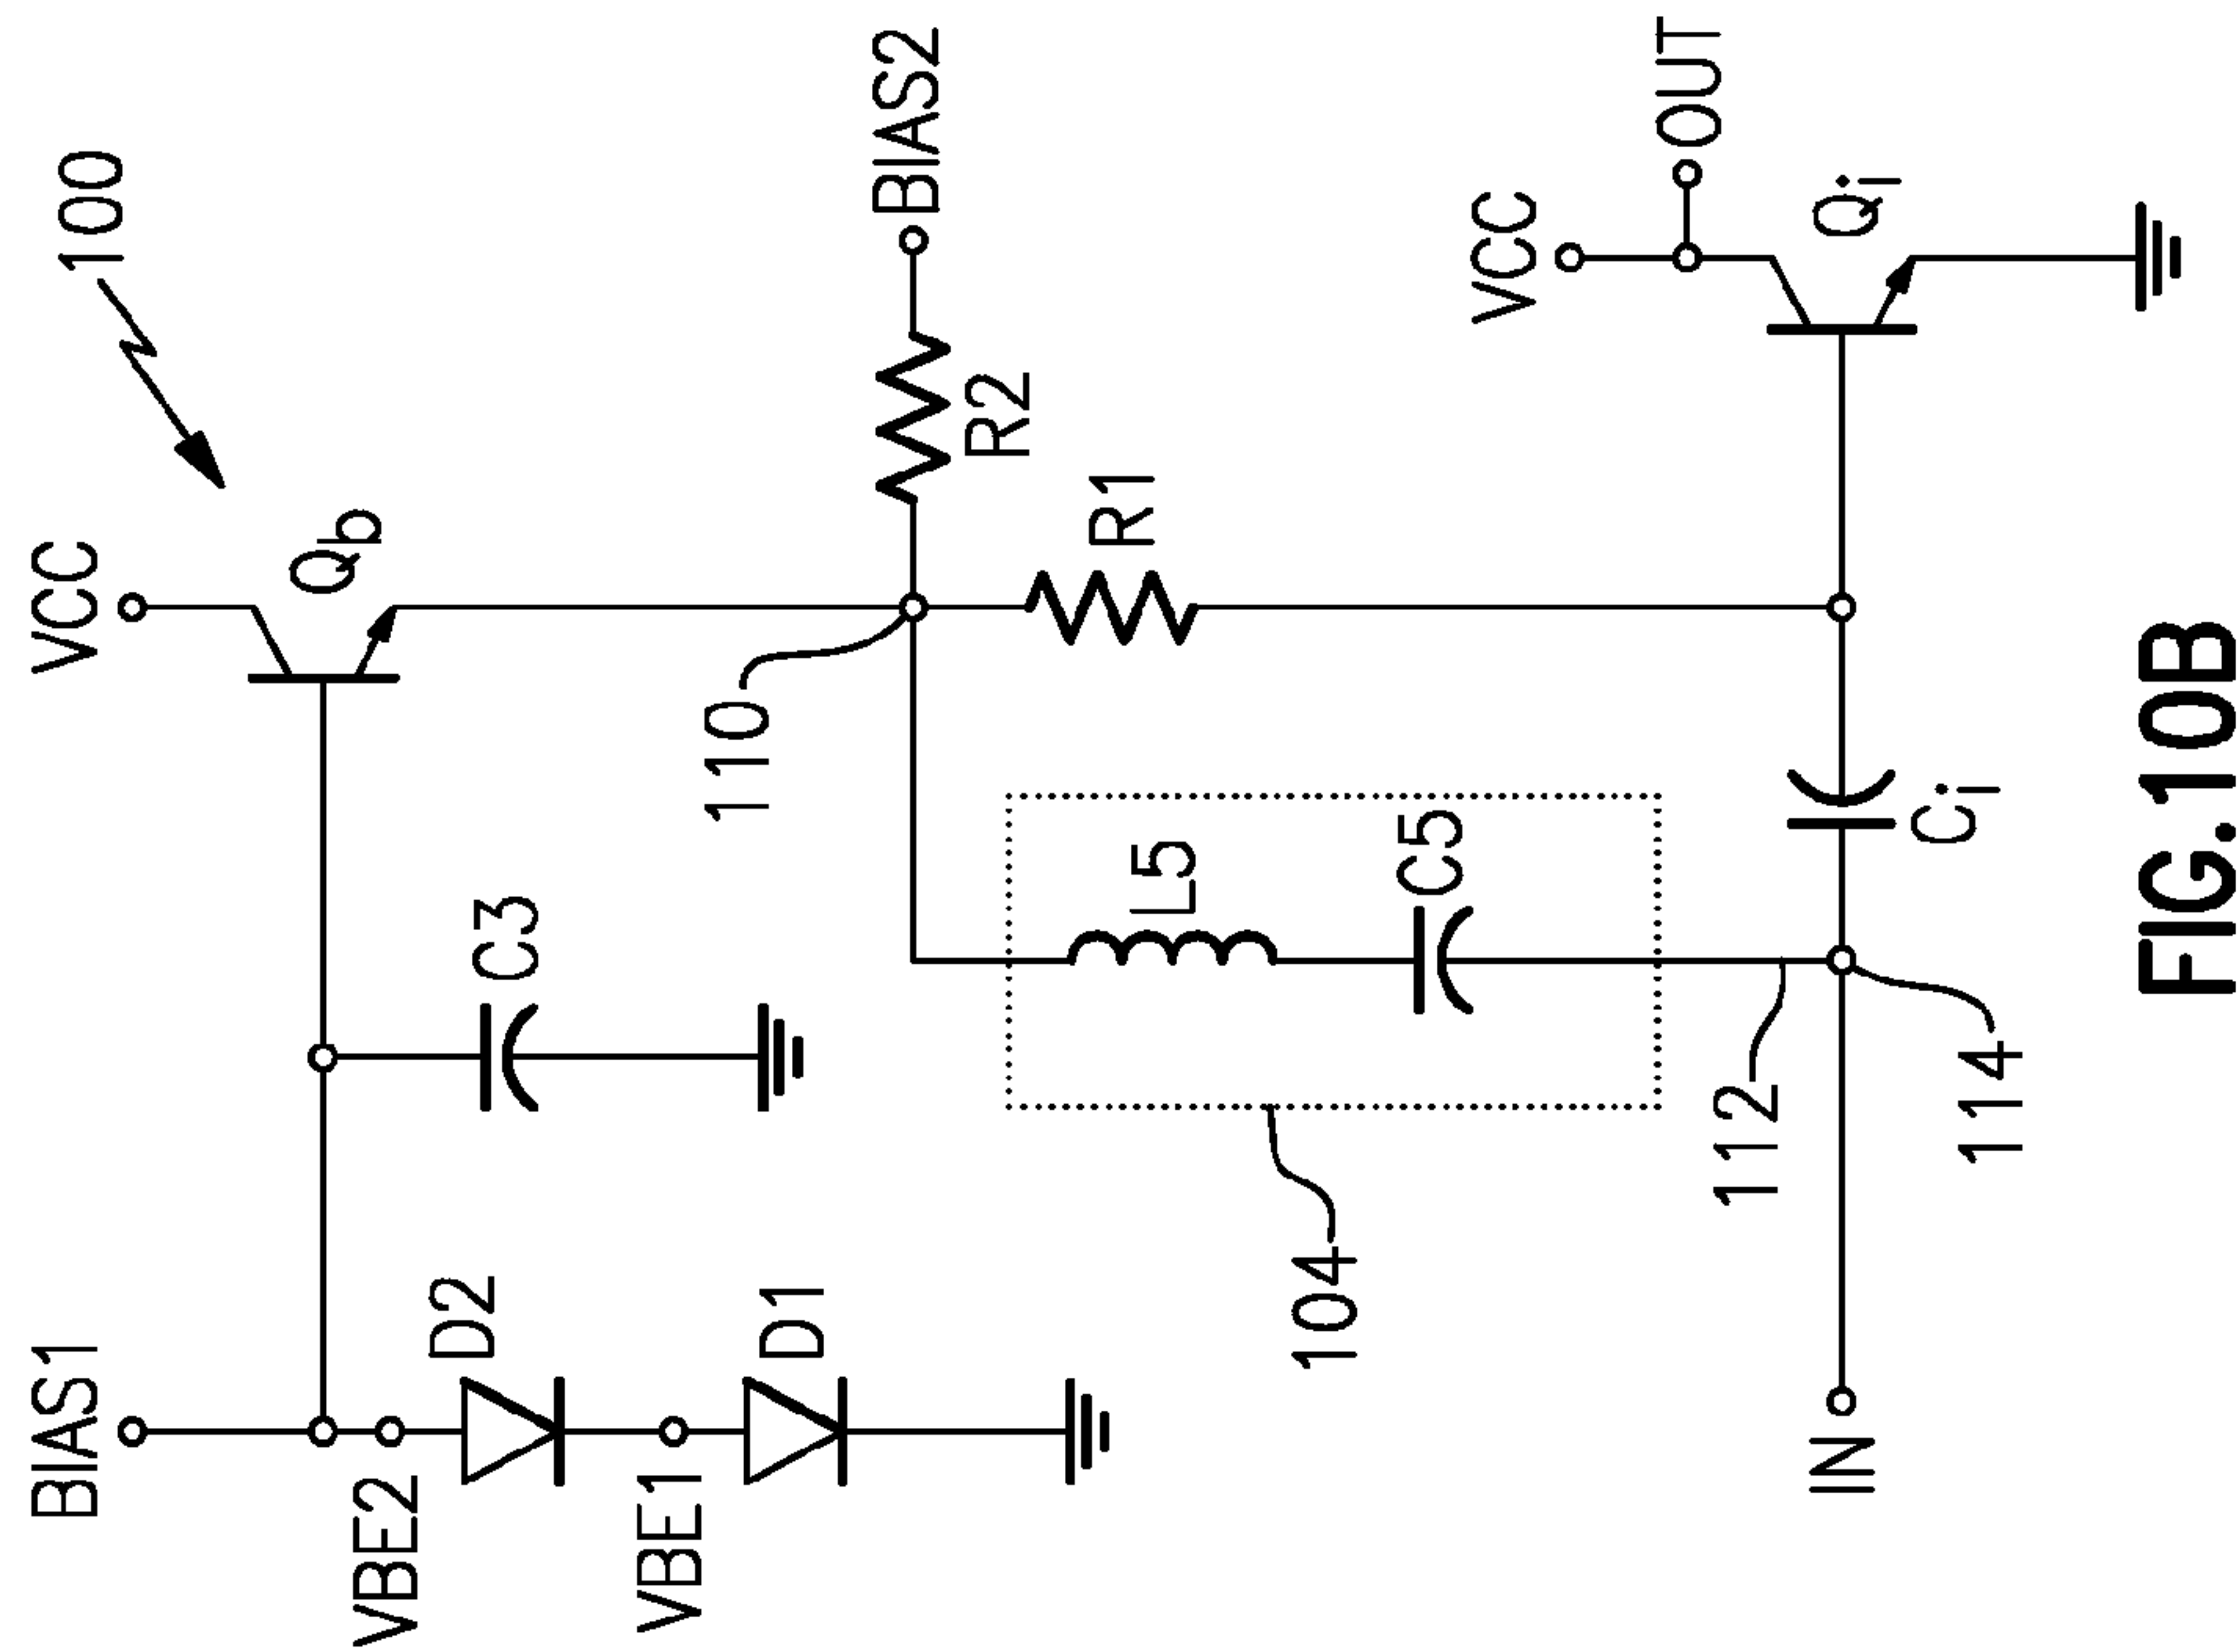 100
BIAS1
VCC
Qb
VBE2
D2
C3
VBE1
D1
110
BIAS2
R2
R1
104
L5
C5
112
114
VCC
OUT
Qi
IN
Ci
FIG.10B